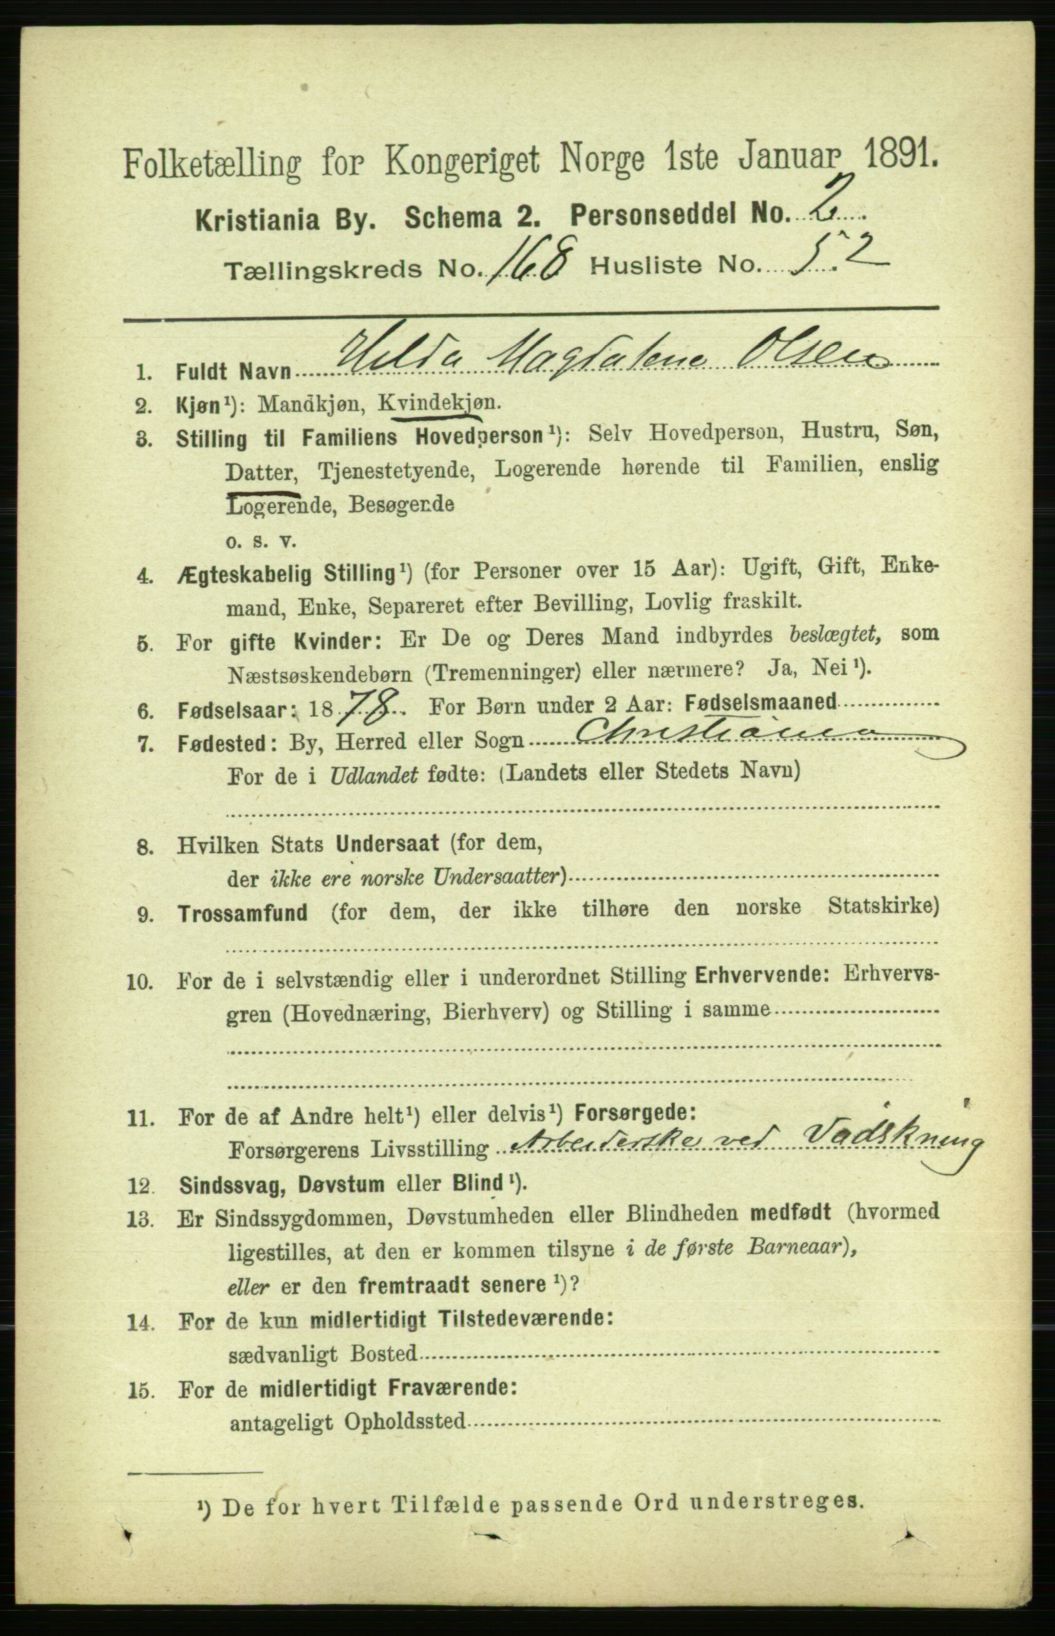 Folketælling for Kongeriget Norge 1ste Januar 1891.
Kristiania By. Schema 2. Personseddel No. 2.
Tællingskreds No. 168 Husliste No. 52
1. Fuldt Navn Hilda Magdalene Olsen
2. Kjøn¹): Mandkjøn, Kvindekjøn.
3. Stilling til Familiens Hovedperson¹): Selv Hovedperson, Hustru, Søn,
Datter, Tjenestetyende, Logerende hørende til Familien, enslig
Logerende, Besøgende
o. s. v.
4. Ægteskabelig Stilling¹) (for Personer over 15 Aar): Ugift, Gift, Enke-
mand, Enke, Separeret efter Bevilling, Lovlig fraskilt.
5. For gifte Kvinder: Er De og Deres Mand indbyrdes beslægtet, som
Næstsøskendebørn (Tremenninger) eller nærmere? Ja, Nei¹).
6. Fødselsaar: 1878. For Børn under 2 Aar: Fødselsmaaned
7. Fødested: By, Herred eller Sogn Christiania
For de i Udlandet fødte: (Landets eller Stedets Navn)
8. Hvilken Stats Undersaat (for dem,
der ikke ere norske Undersaatter)
9. Trossamfund (for dem, der ikke tilhøre den norske Statskirke)
10. For de i selvstændig eller i underordnet Stilling Erhvervende: Erhvervs-
gren (Hovednæring, Bierhverv) og Stilling i samme
11. For de af Andre helt¹) eller delvis¹) Forsørgede:
Forsørgerens Livsstilling Arbeiderske ved Vadskning
12. Sindssvag, Døvstum eller Blind¹).
13. Er Sindssygdommen, Døvstumheden eller Blindheden medfødt (hvormed
ligestilles, at den er kommen tilsyne i de første Barneaar),
eller er den fremtraadt senere¹)?
14. For de kun midlertidigt Tilstedeværende:
sædvanligt Bosted
15. For de midlertidigt Fraværende:
antageligt Opholdssted
¹) De for hvert Tilfælde passende Ord understreges.